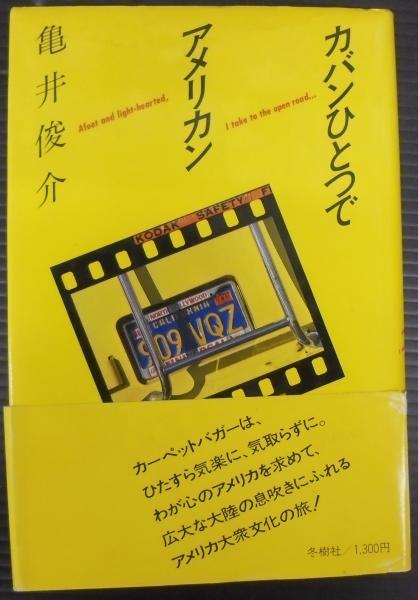 カバンひとつで
アメリカン
Afoot and light-hearted,
I take to the open road...
亀井俊介
KODAK SAFETY F
CALIFORNIA
909 VQZ
カーペットバガーは、
ひたすら気楽に、気取らずに。
わが心のアメリカを求めて、
広大な大陸の息吹きにふれる
アメリカ大衆文化の旅!
冬樹社/1,300円